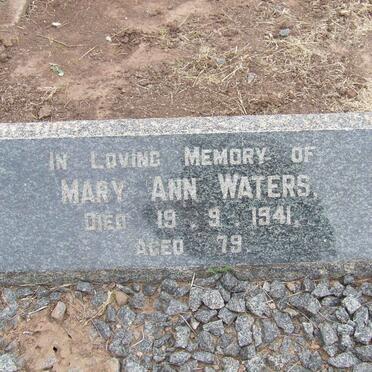 IN LOVING MEMORY OF
MARY ANN WATERS.
DIED 19.9.1941.
AGED 79